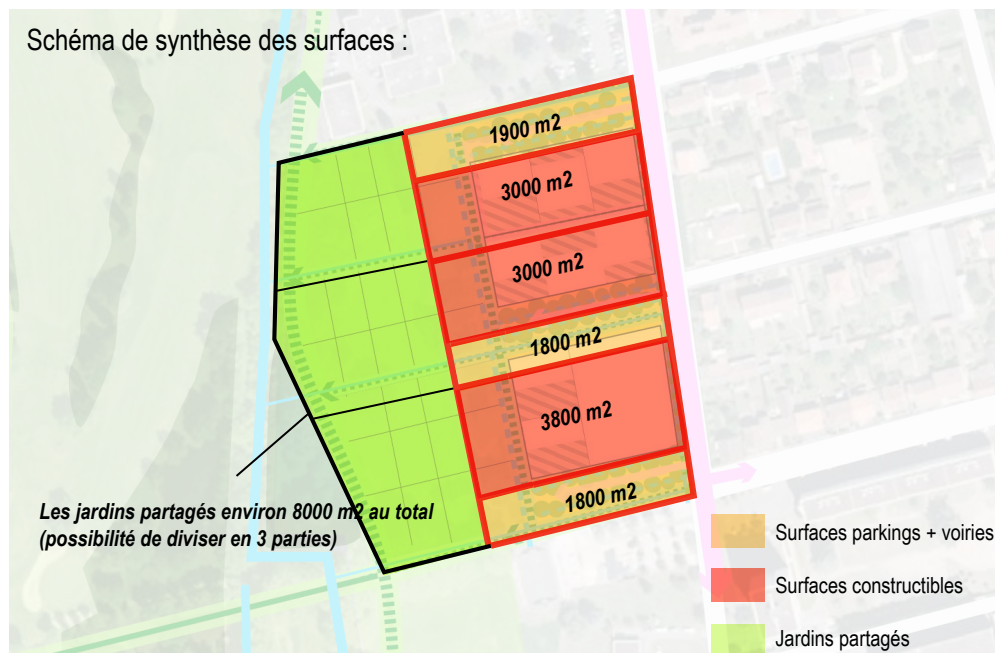 Schéma de synthèse des surfaces :
1900 m2
3000 m2
3000 m2
1800 m2
3800 m2
1800 m2
Les jardins partagés environ 8000 m2 au total
(possibilité de diviser en 3 parties)
Surfaces parkings + voiries
Surfaces constructibles
Jardins partagés